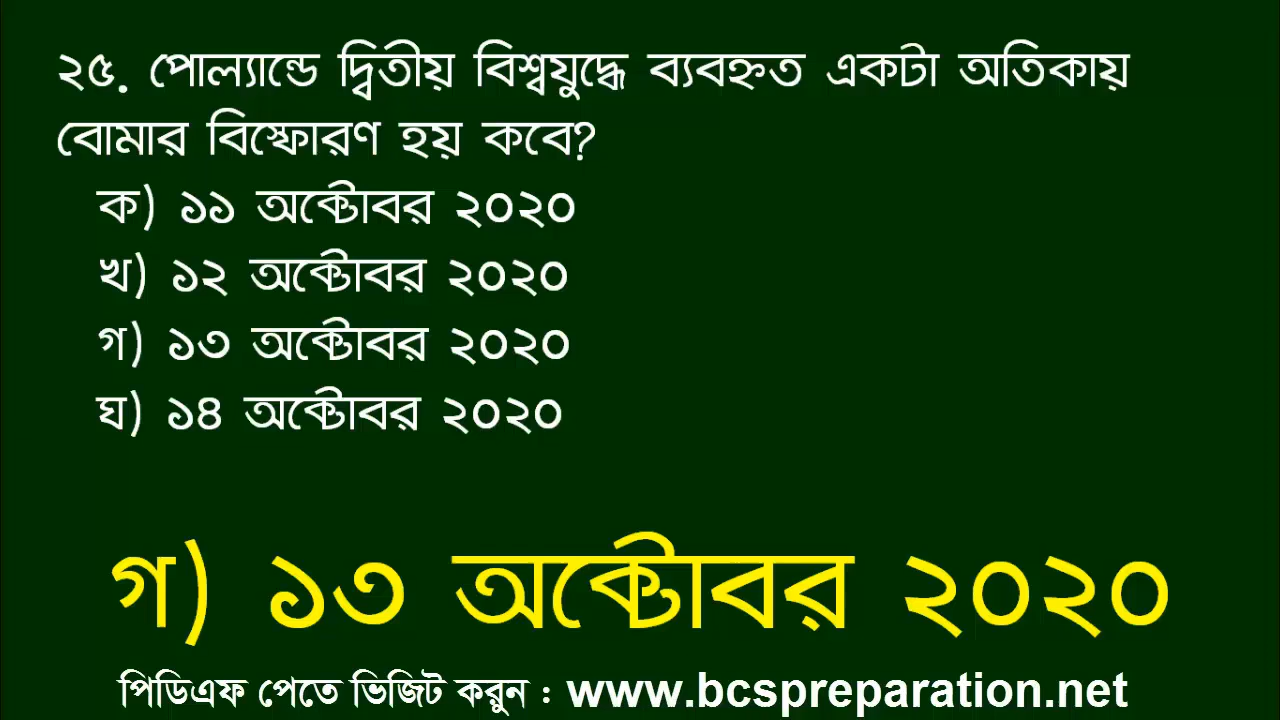 ২৫. পোল্যান্ডে দ্বিতীয় বিশ্বযুদ্ধে ব্যবহৃত একটা অতিকায়
বোমার বিস্ফোরণ হয় কবে?
ক) ১১ অক্টোবর ২০২০
খ) ১২ অক্টোবর ২০২০
গ) ১৩ অক্টোবর ২০২০
ঘ) ১৪ অক্টোবর ২০২০
গ) ১৩ অক্টোবর ২০২০
পিডিএফ পেতে ভিজিট করুন : www.bcspreparation.net